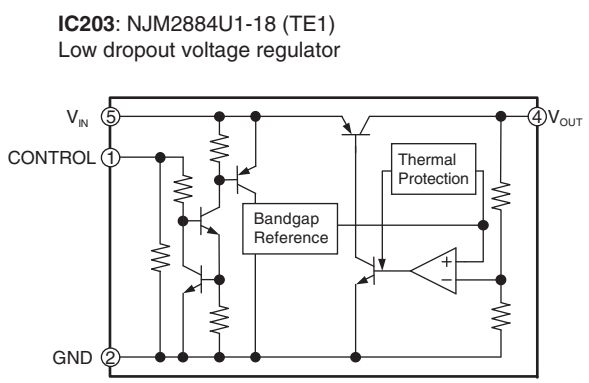 IC203: NJM2884U1-18 (TE1)
Low dropout voltage regulator
VIN 5
4 VOUT
CONTROL 1
Thermal
Protection
Bandgap
Reference
+
−
GND 2